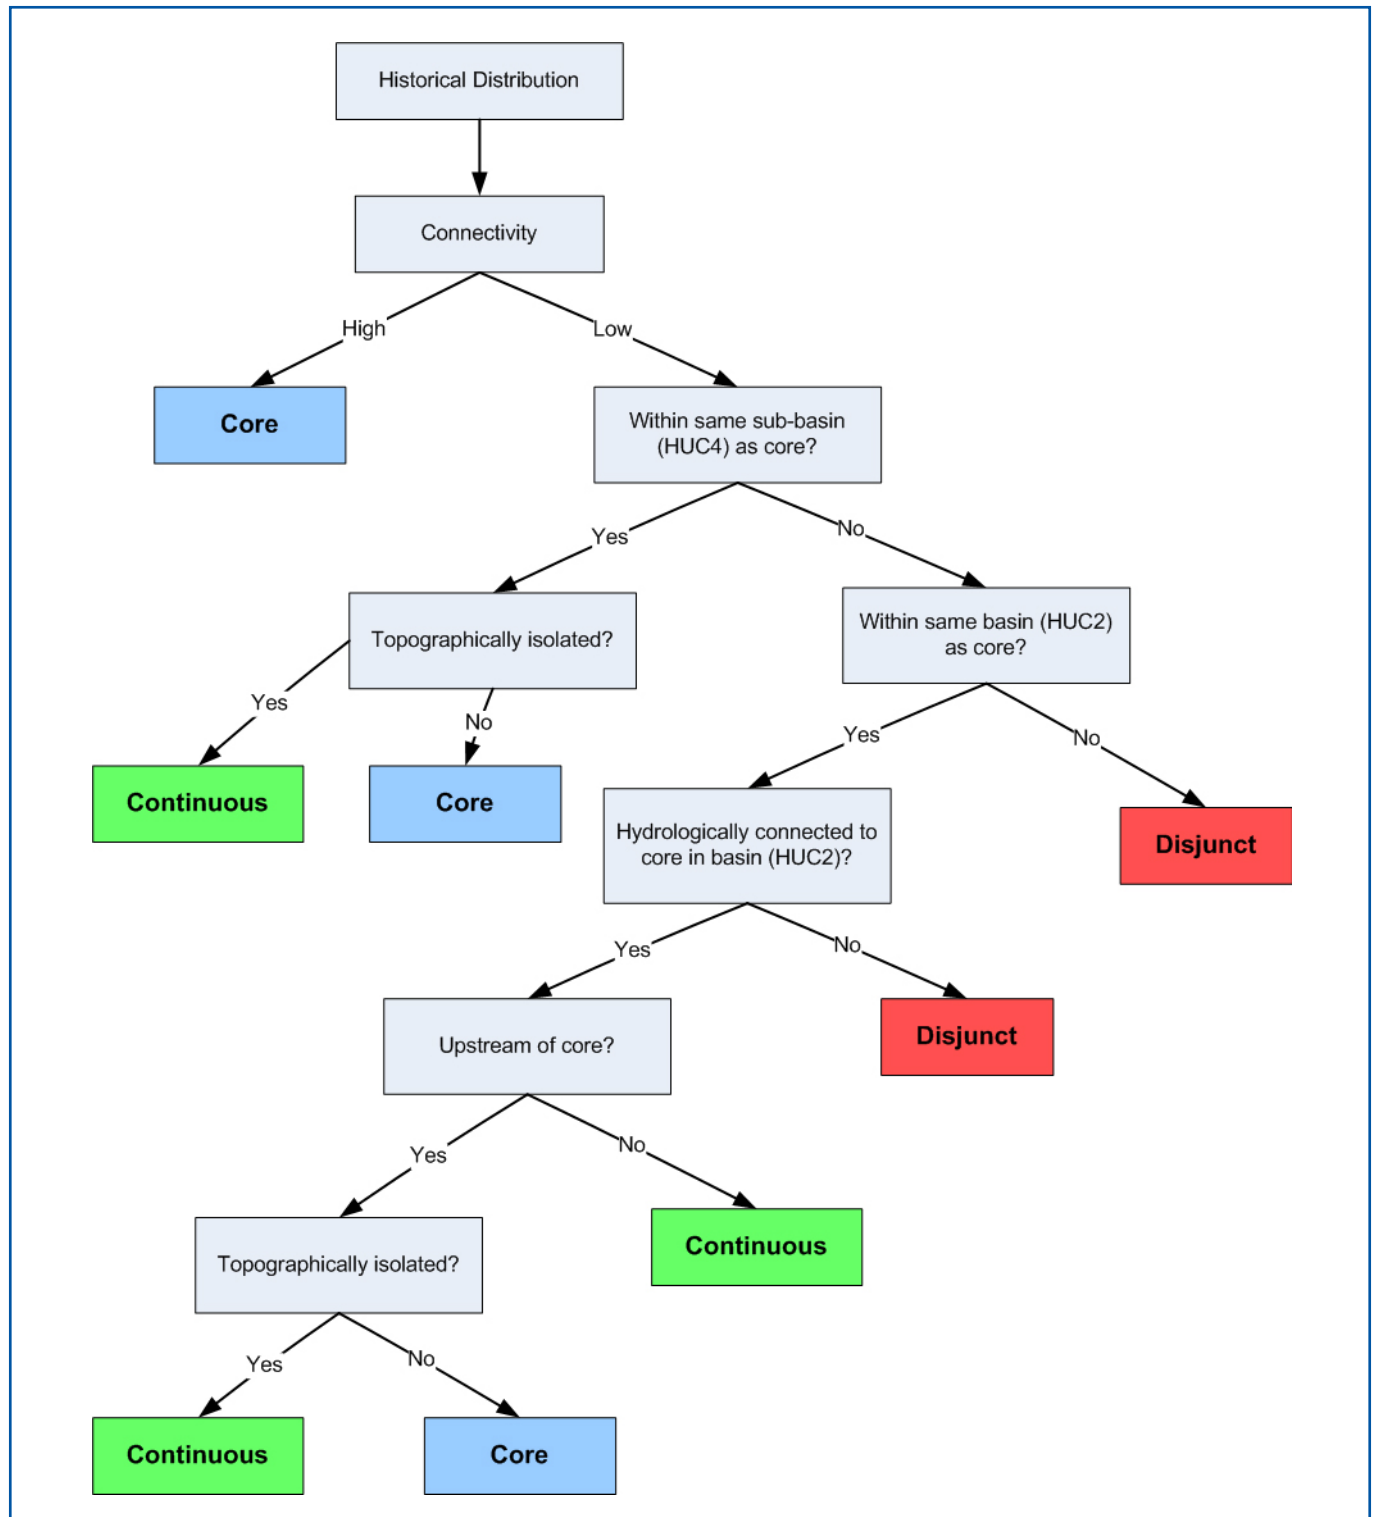 Historical Distribution
Connectivity
High
Low
Core
Within same sub-basin
(HUC4) as core?
Yes
No
Topographically isolated?
Within same basin (HUC2)
as core?
Yes
No
Yes
No
Continuous
Core
Hydrologically connected to
core in basin (HUC2)?
Disjunct
Yes
No
Upstream of core?
Disjunct
Yes
No
Topographically isolated?
Continuous
Yes
No
Continuous
Core